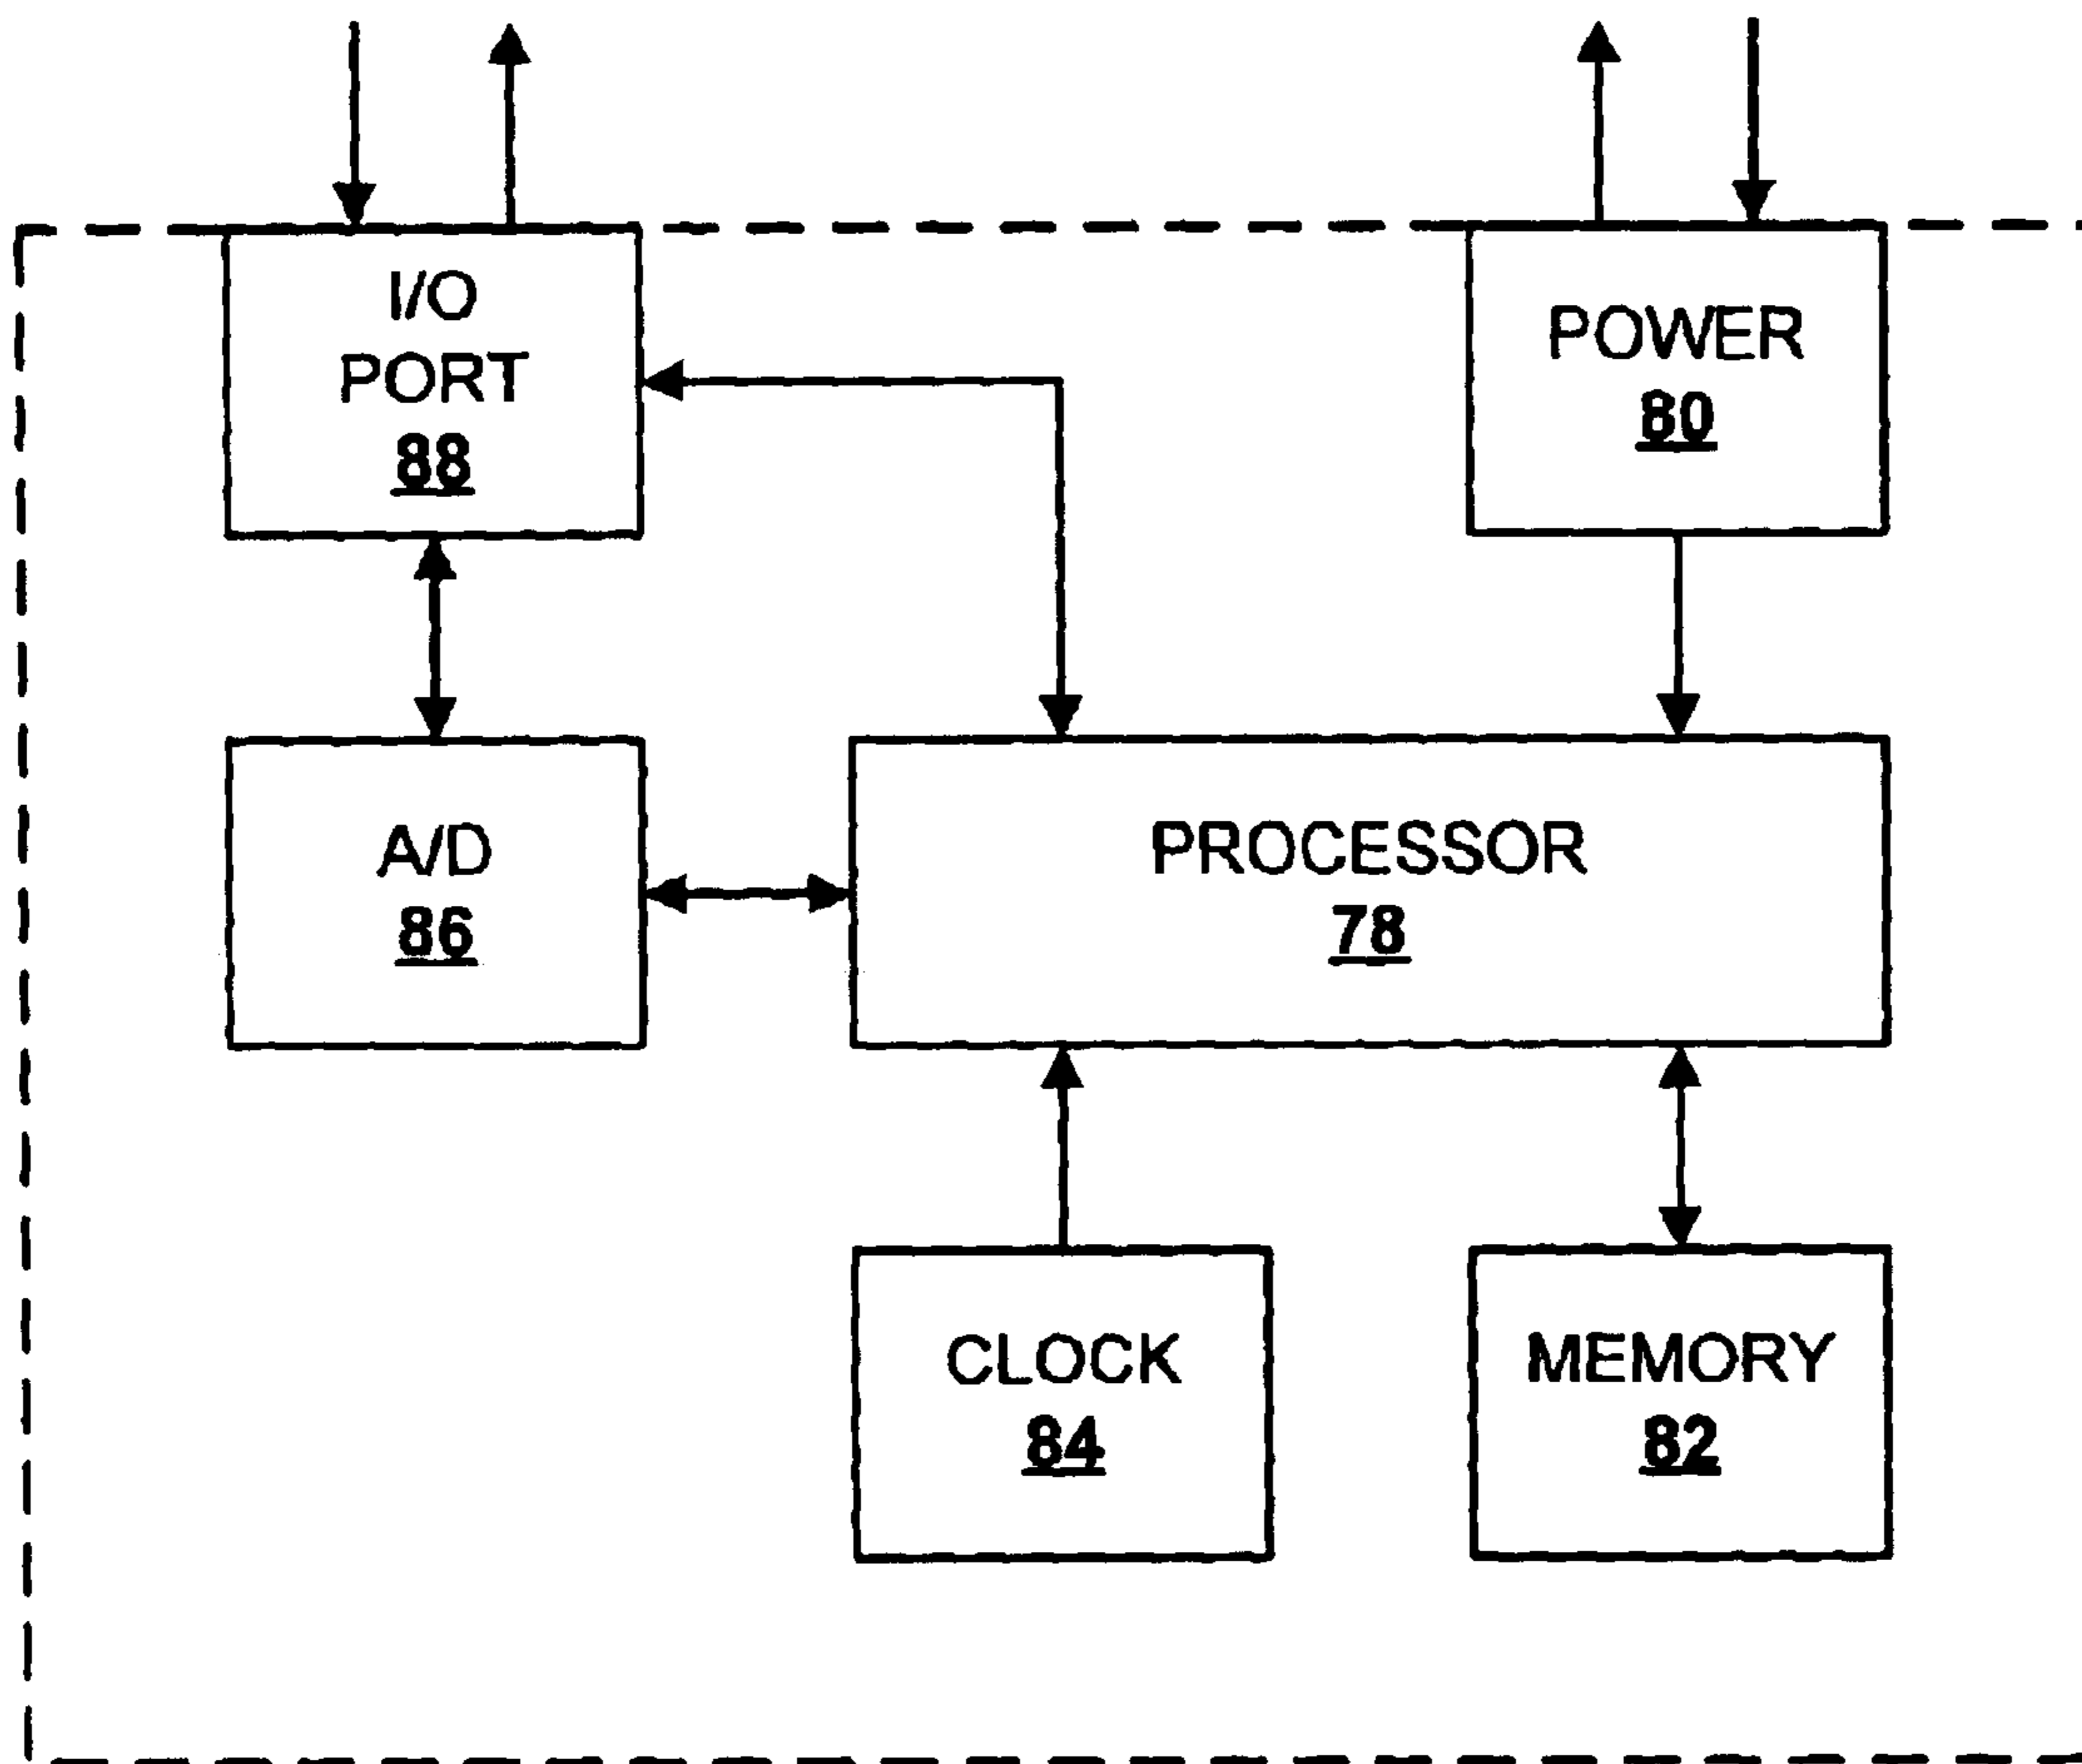 I/O
PORT
88
POWER
80
A/D
86
PROCESSOR
78
CLOCK
84
MEMORY
82